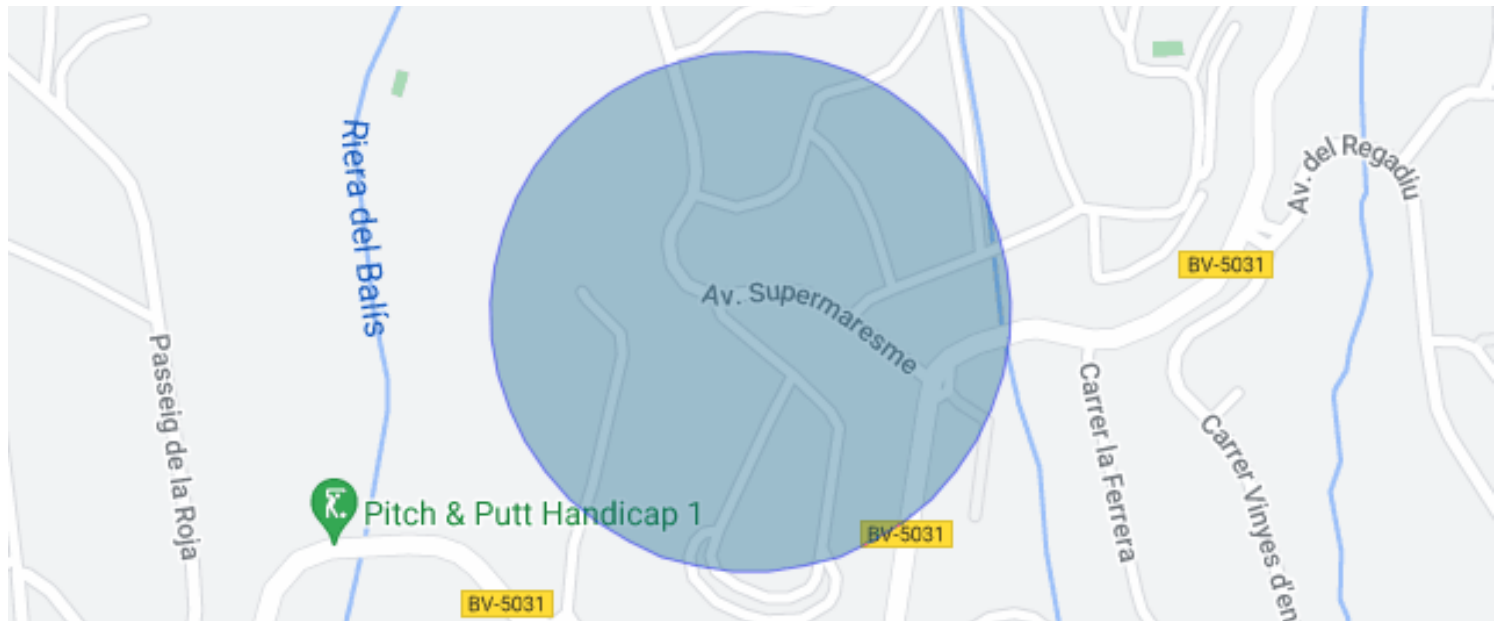 Riera del Balís
Av. del Regadiu
BV-5031
Av. Supermaresme
Passeig de la Roja
Carrer la Ferrera
Carrer Vinyes d'en
Pitch & Putt Handicap 1
BV-5031
BV-5031